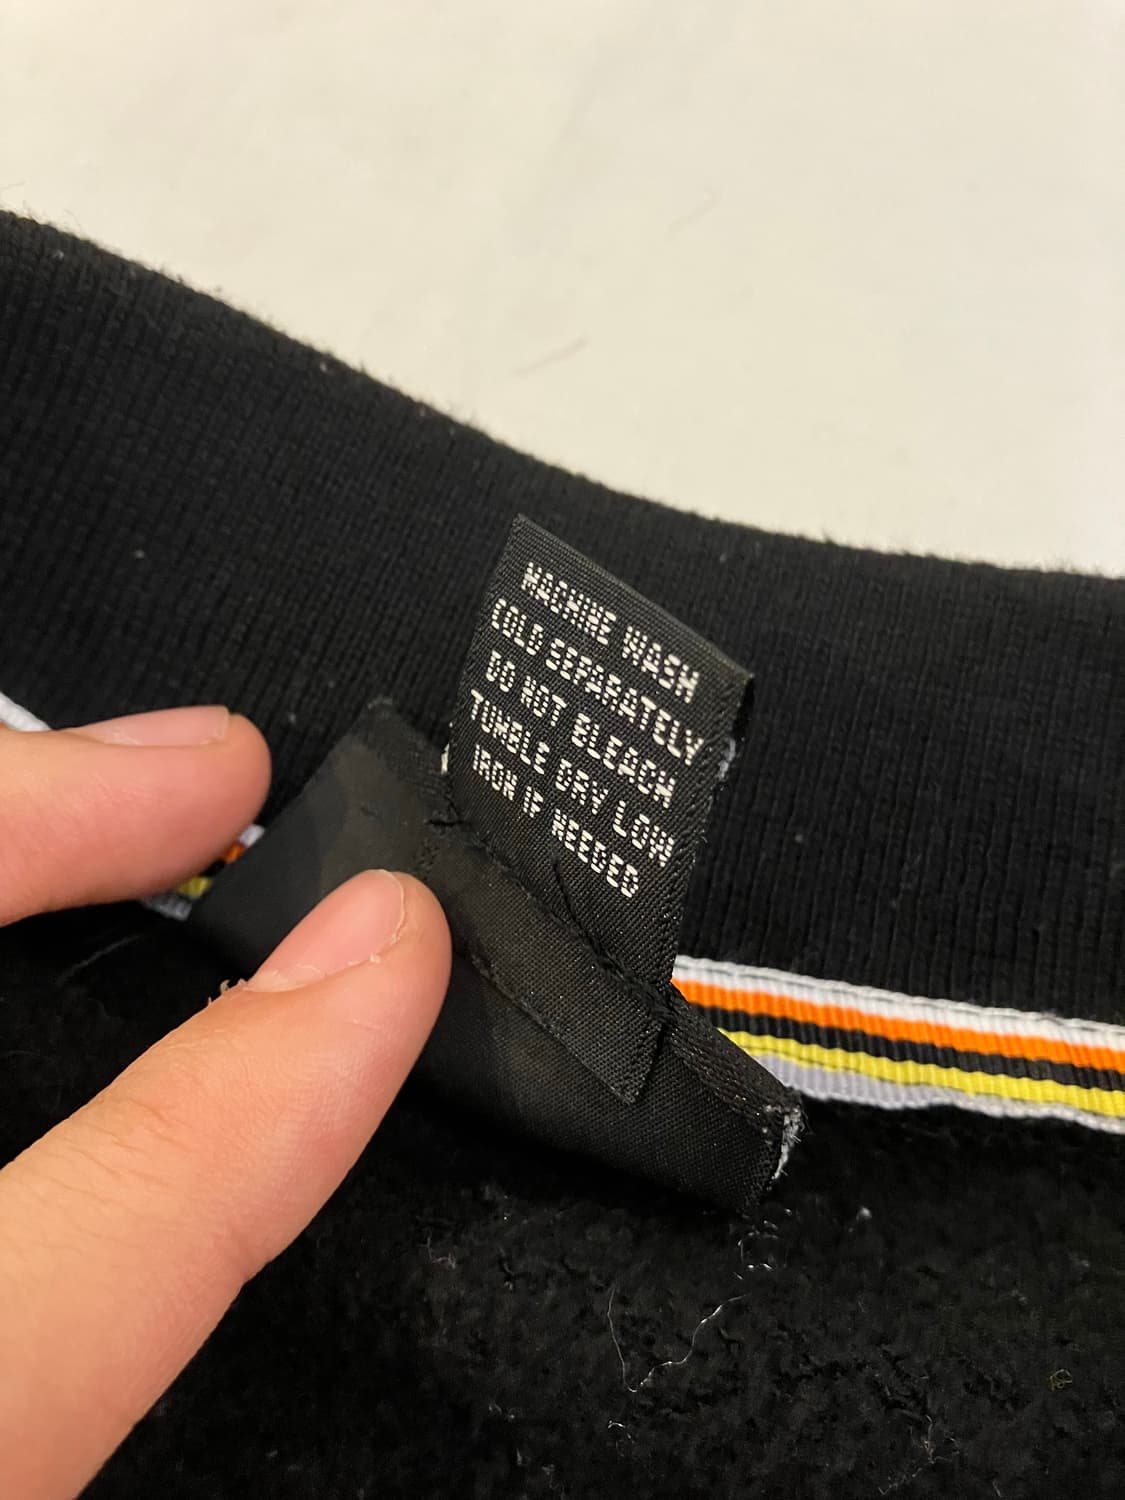 MACHINE WASH
COLD SEPARATELY
DO NOT BLEACH
TUMBLE DRY LOW
IRON IF NEEDED